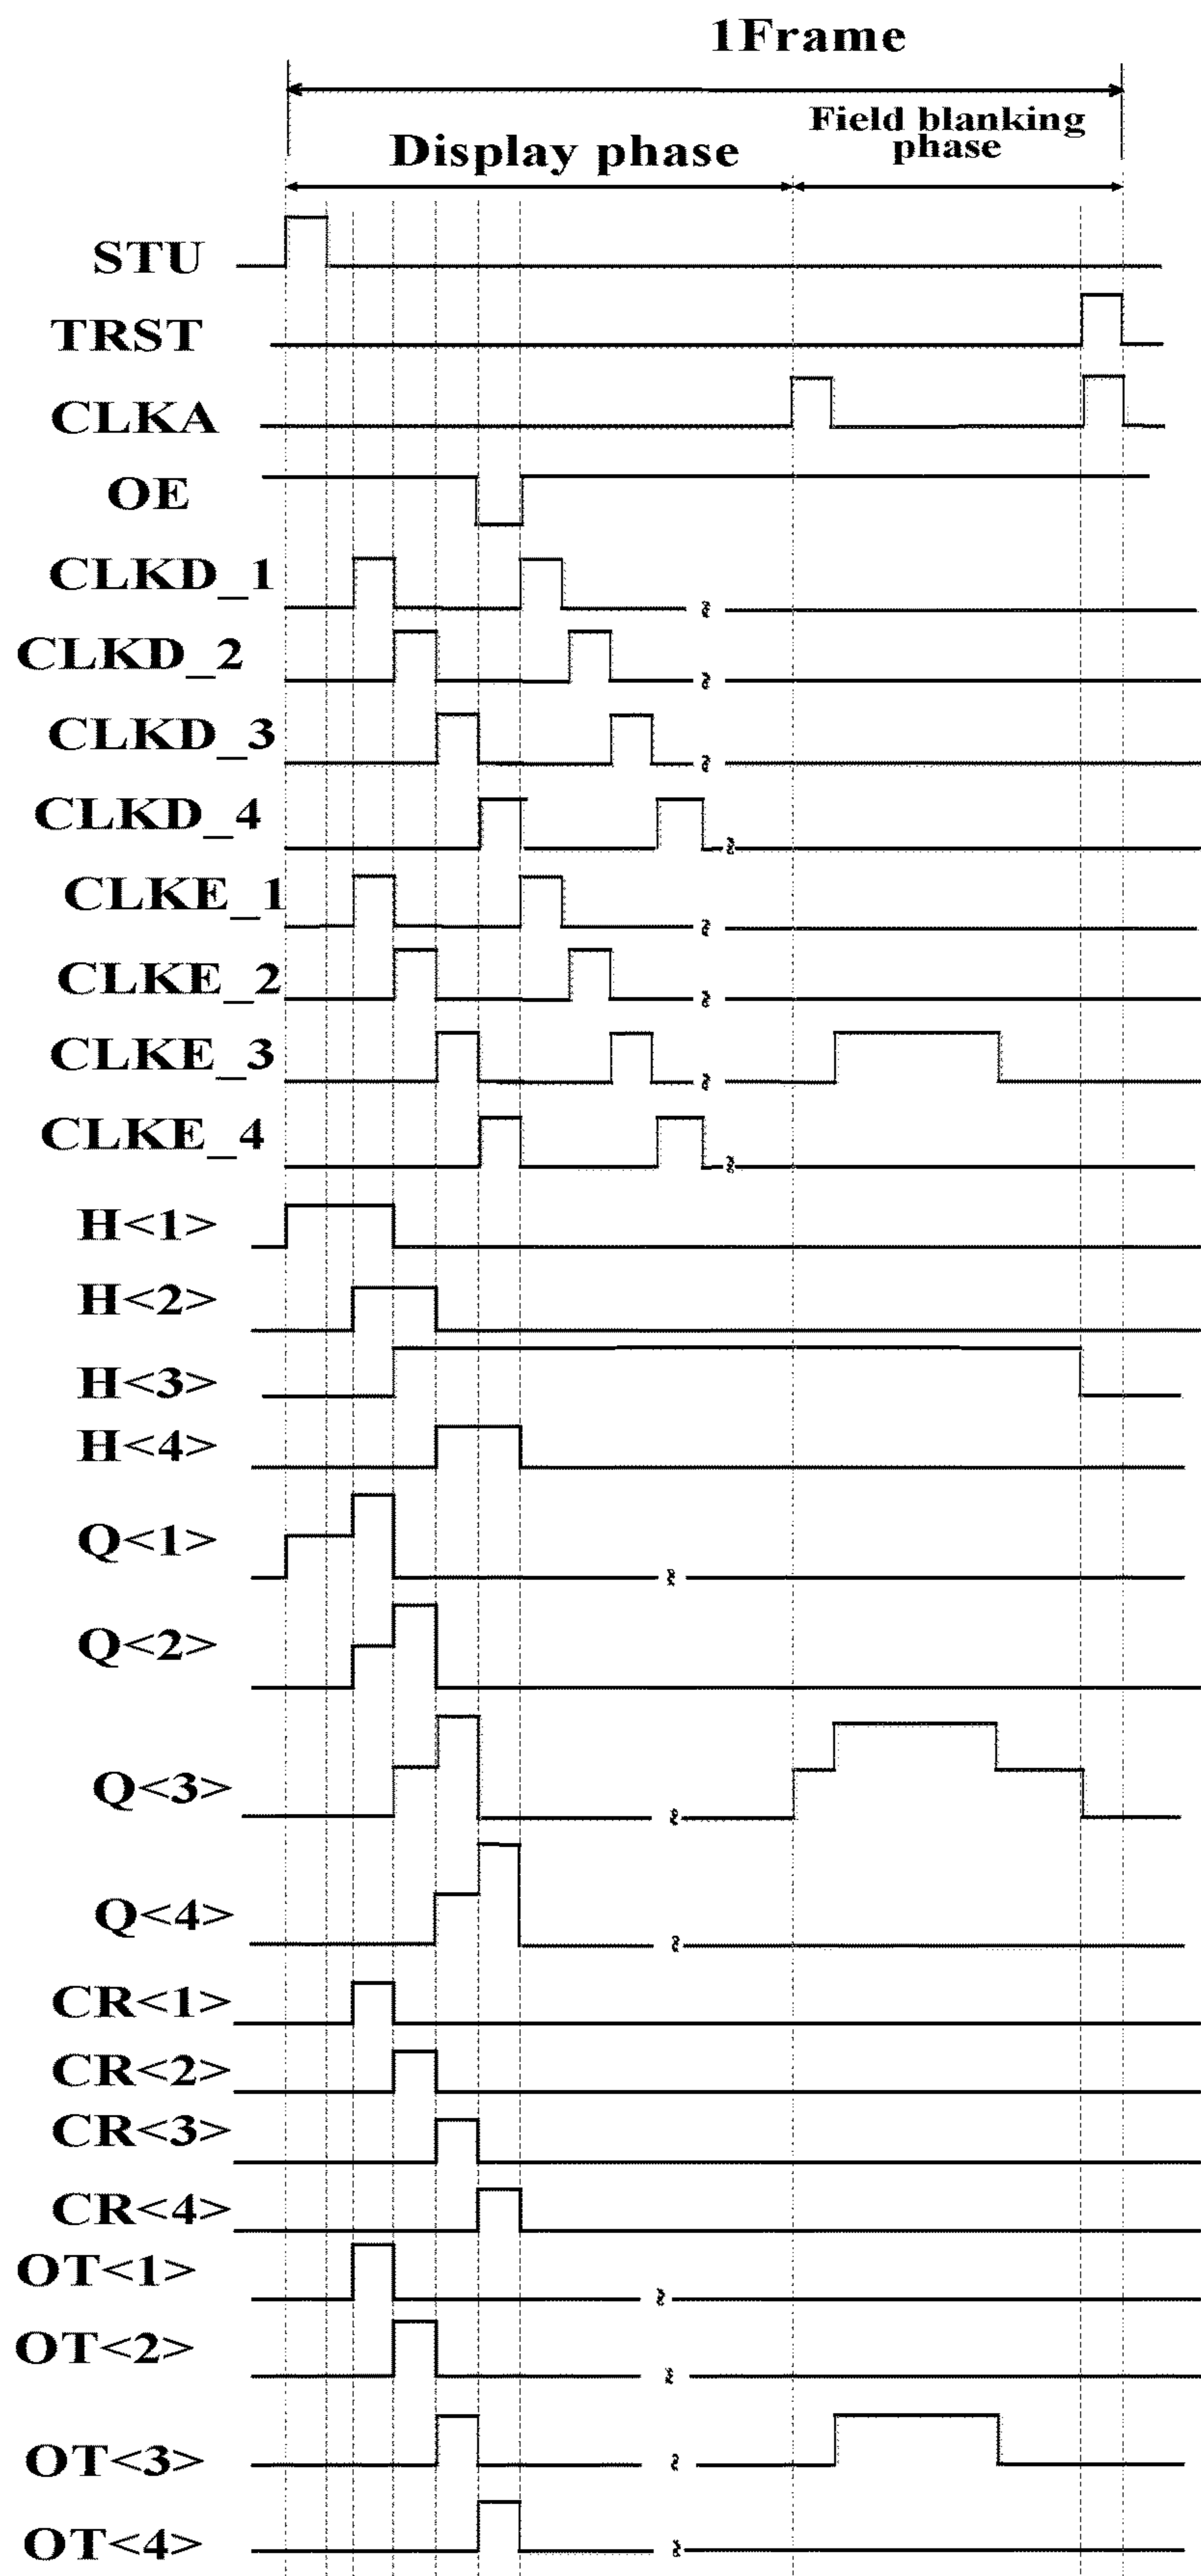 1Frame
Field blanking
phase
Display phase
STU
TRST
CLKA
OE
CLKD_1
CLKD_2
CLKD_3
CLKD_4
CLKE_1
CLKE_2
CLKE_3
CLKE_4
H<1>
H<2>
H<3>
H<4>
Q<1>
Q<2>
Q<3>
Q<4>
CR<1>
CR<2>
CR<3>
CR<4>
OT<1>
OT<2>
OT<3>
OT<4>